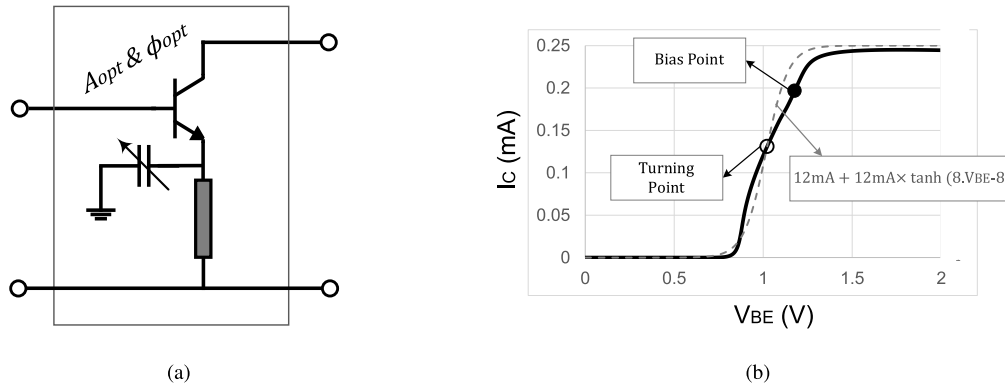 Aopt & ϕopt
(a)
0.25
0.2
0.15
0.1
0.05
0
IC (mA)
Bias Point
Turning
Point
12mA + 12mA× tanh (8.VBE-8
0
0.5
1
1.5
2
VBE (V)
(b)